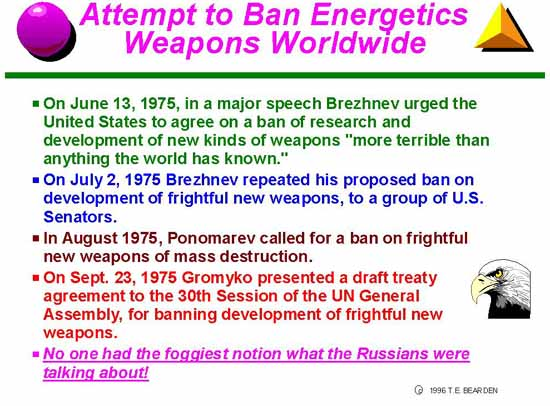 Attempt to Ban Energetics
Weapons Worldwide
On June 13, 1975, in a major speech Brezhnev urged the
United States to agree on a ban of research and
development of new kinds of weapons "more terrible than
anything the world has known."
On July 2, 1975 Brezhnev repeated his proposed ban on
development of frightful new weapons, to a group of U.S.
Senators.
In August 1975, Ponomarev called for a ban on frightful
new weapons of mass destruction.
On Sept. 23, 1975 Gromyko presented a draft treaty
agreement to the 30th Session of the UN General
Assembly, for banning development of frightful new
weapons.
No one had the foggiest notion what the Russians were
talking about!
© 1996 T.E. BEARDEN